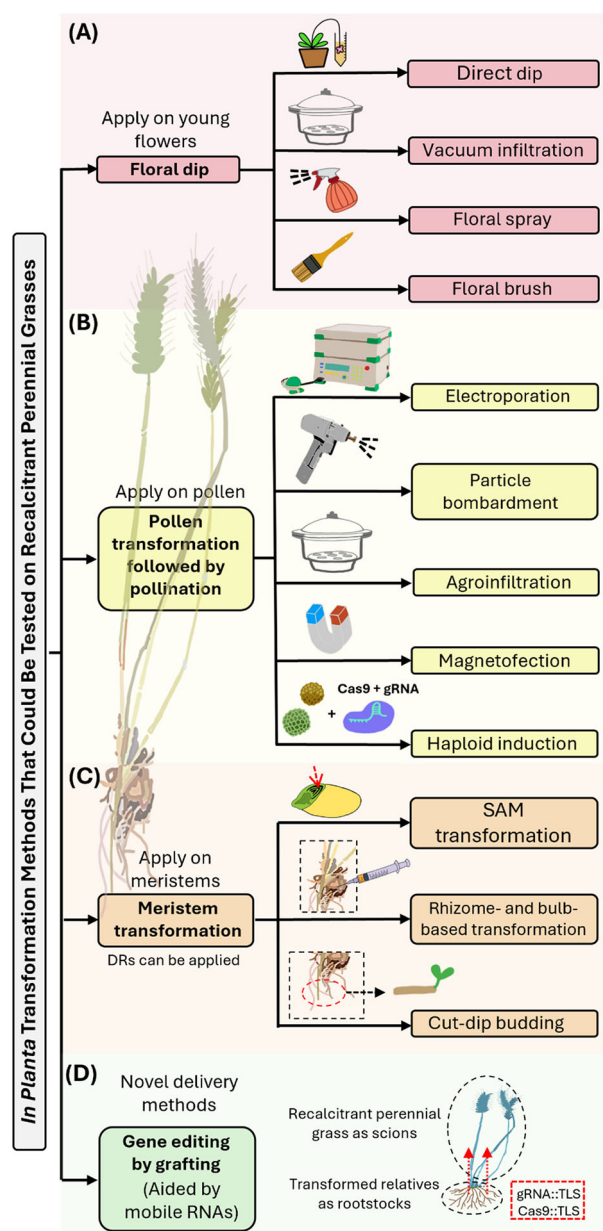 In Planta Transformation Methods That Could Be Tested on Recalcitrant Perennial Grasses
(A)
Apply on young
flowers
Floral dip
Direct dip
Vacuum infiltration
Floral spray
Floral brush
(B)
Apply on pollen
Pollen
transformation
followed by
pollination
Electroporation
Particle
bombardment
Agroinfiltration
Magnetofection
Cas9 + gRNA
+
Haploid induction
(C)
Apply on
meristems
Meristem
transformation
DRs can be applied
SAM
transformation
Rhizome- and bulb-
based transformation
Cut-dip budding
(D)
Novel delivery
methods
Gene editing
by grafting
(Aided by
mobile RNAs)
Recalcitrant perennial
grass as scions
Transformed relatives
as rootstocks
gRNA::TLS
Cas9::TLS